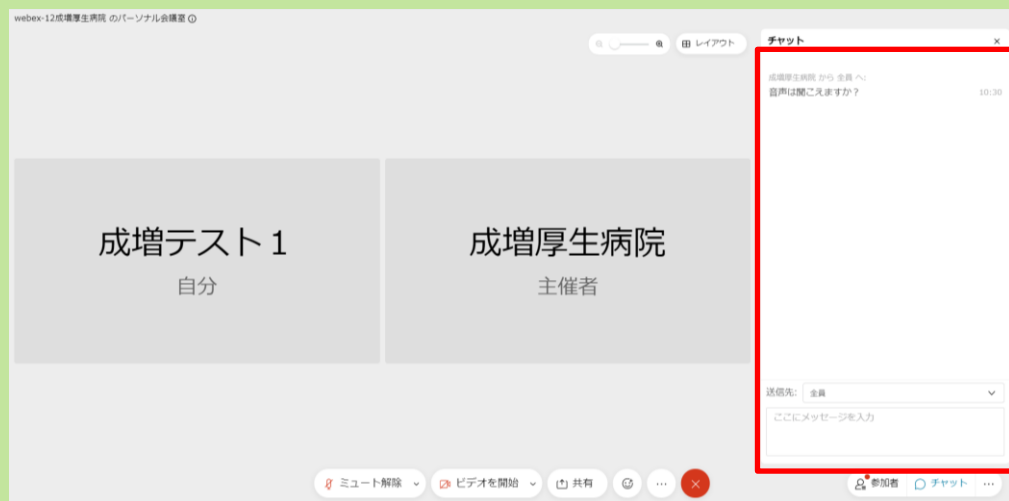 webex-12成増厚生病院 のパーソナル会議室
レイアウト
チャット
成増厚生病院 から 全員 へ:
音声は聞こえますか？ 10:30
成増テスト１
自分
成増厚生病院
主催者
送信先: 全員
ここにメッセージを入力
ミュート解除
ビデオを開始
共有
参加者
チャット